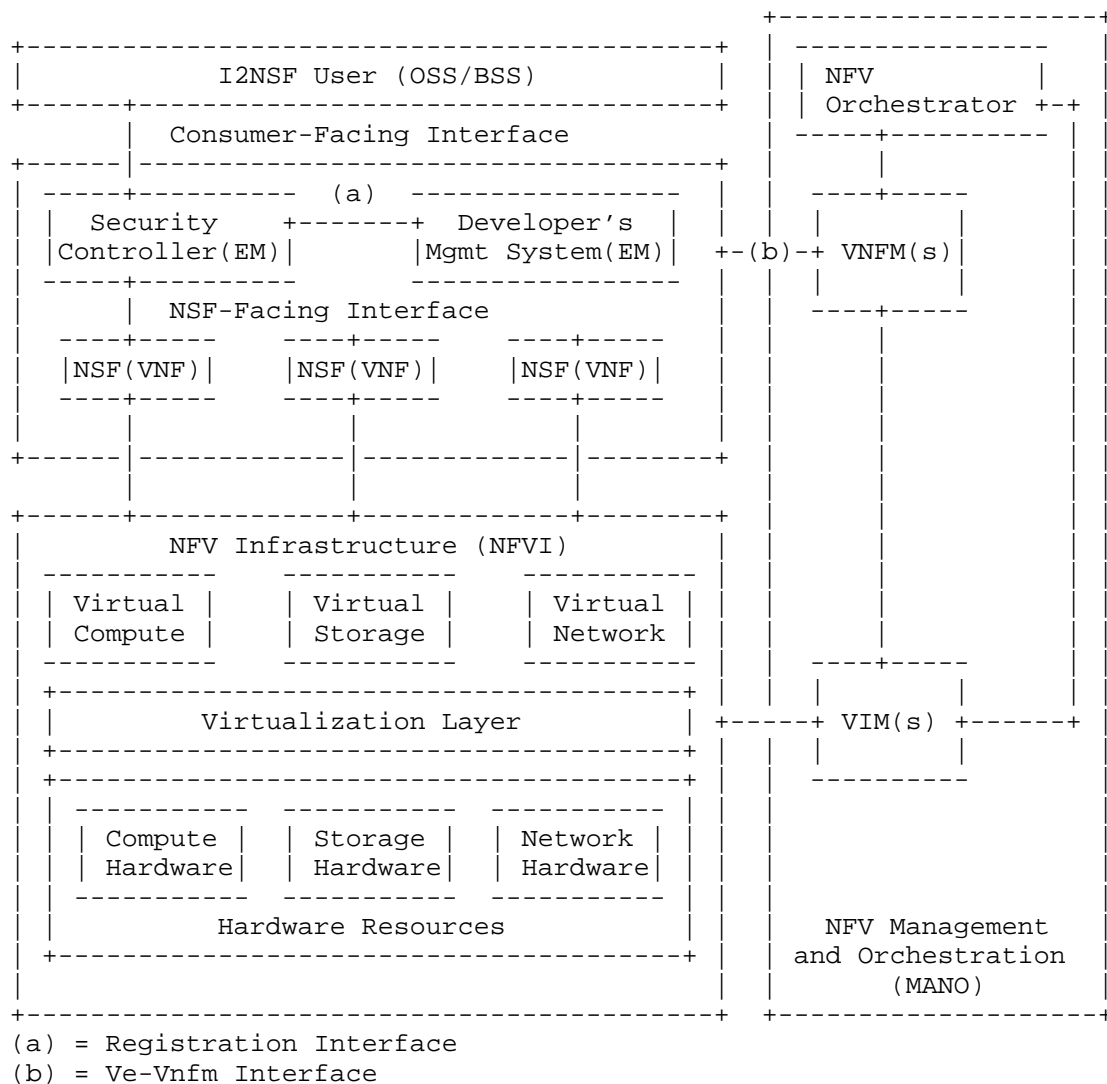 I2NSF User (OSS/BSS)
NFV
Orchestrator
Consumer-Facing Interface
(a)
Security Developer's
Controller(EM) Mgmt System(EM) (b) VNFM(s)
NSF-Facing Interface
NSF(VNF) NSF(VNF) NSF(VNF)
NFV Infrastructure (NFVI)
Virtual Virtual Virtual
Compute Storage Network
Virtualization Layer VIM(s)
Compute Storage Network
Hardware Hardware Hardware
Hardware Resources NFV Management
and Orchestration
(MANO)
(a) = Registration Interface
(b) = Ve-Vnfm Interface